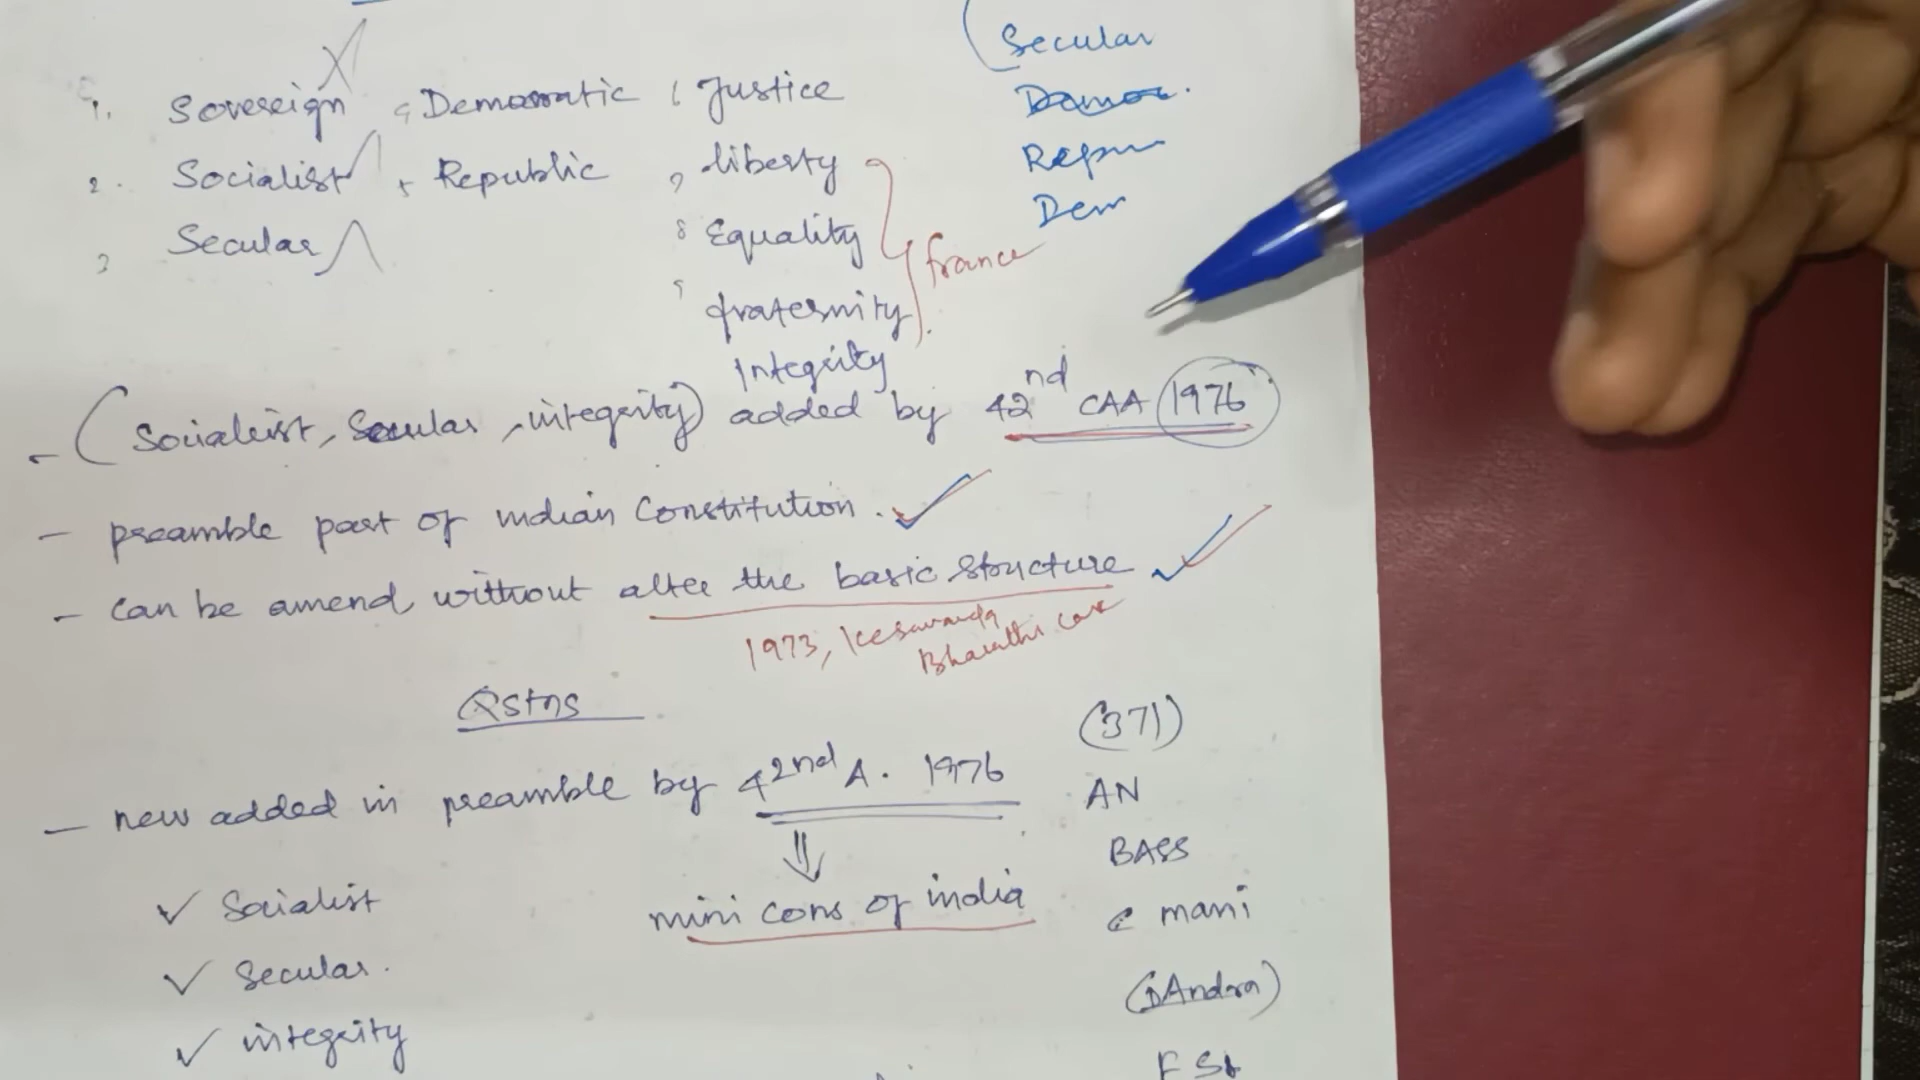 1. Sovereign 4 Democratic 6 Justice
2. Socialist 5 Republic 7 liberty
3 Secular 8 Equality
9 fraternity
Integrity
france
Secular
Democ.
Repu
Dem
- (Socialist, Secular, integrity) added by 42nd CAA 1976
- preamble part of indian Constitution.
- can be amend without alter the basic structure
1973, Kesavanda
Bharathi case
Qstns
- new added in preamble by 42nd A. 1976
mini cons of india
✓ Socialist
✓ Secular.
✓ integrity
(371)
AN
BASS
mani
Andra)